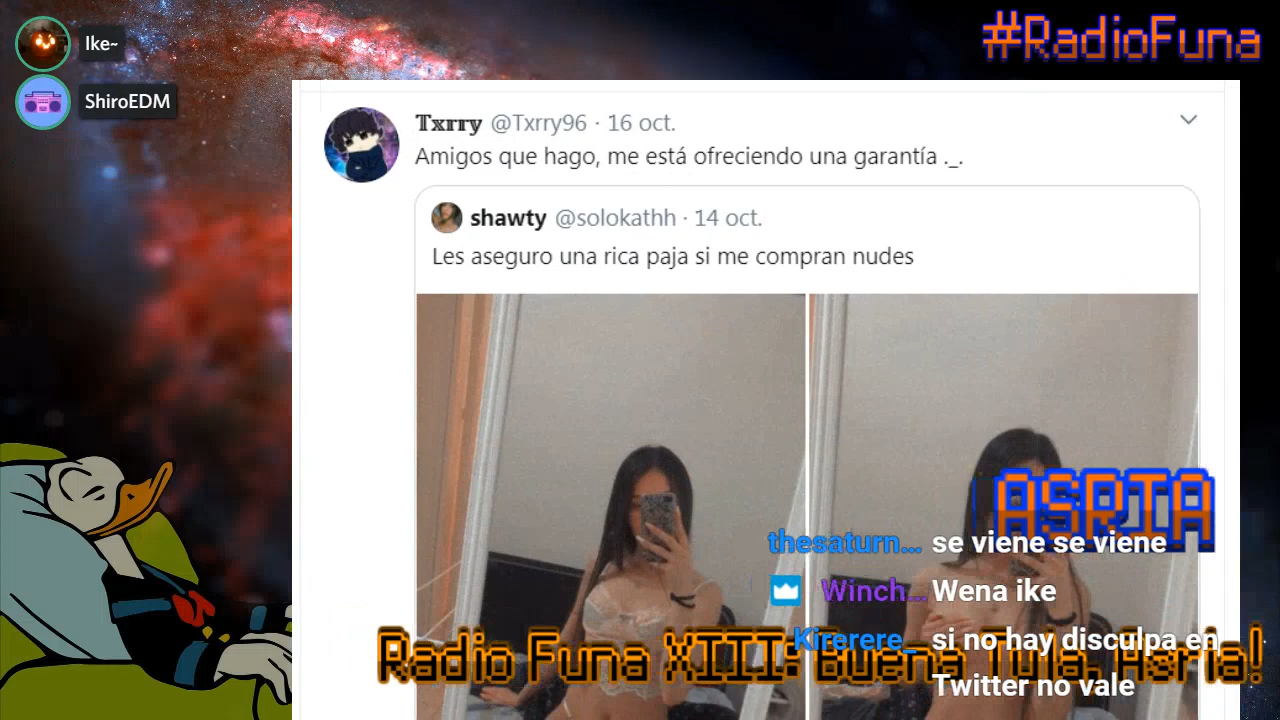 Ike~
#RadioFuna
ShiroEDM
Txrry @Txrry96 · 16 oct.
Amigos que hago, me está ofreciendo una garantía ._.
shawty @solokathh · 14 oct.
Les aseguro una rica paja si me compran nudes
ASRIA
thesaturn... se viene se viene
Winch... Wena ike
Kirerere_ si no hay disculpa en
Radio Funa XIII: Buena Tula, Asria!
Twitter no vale